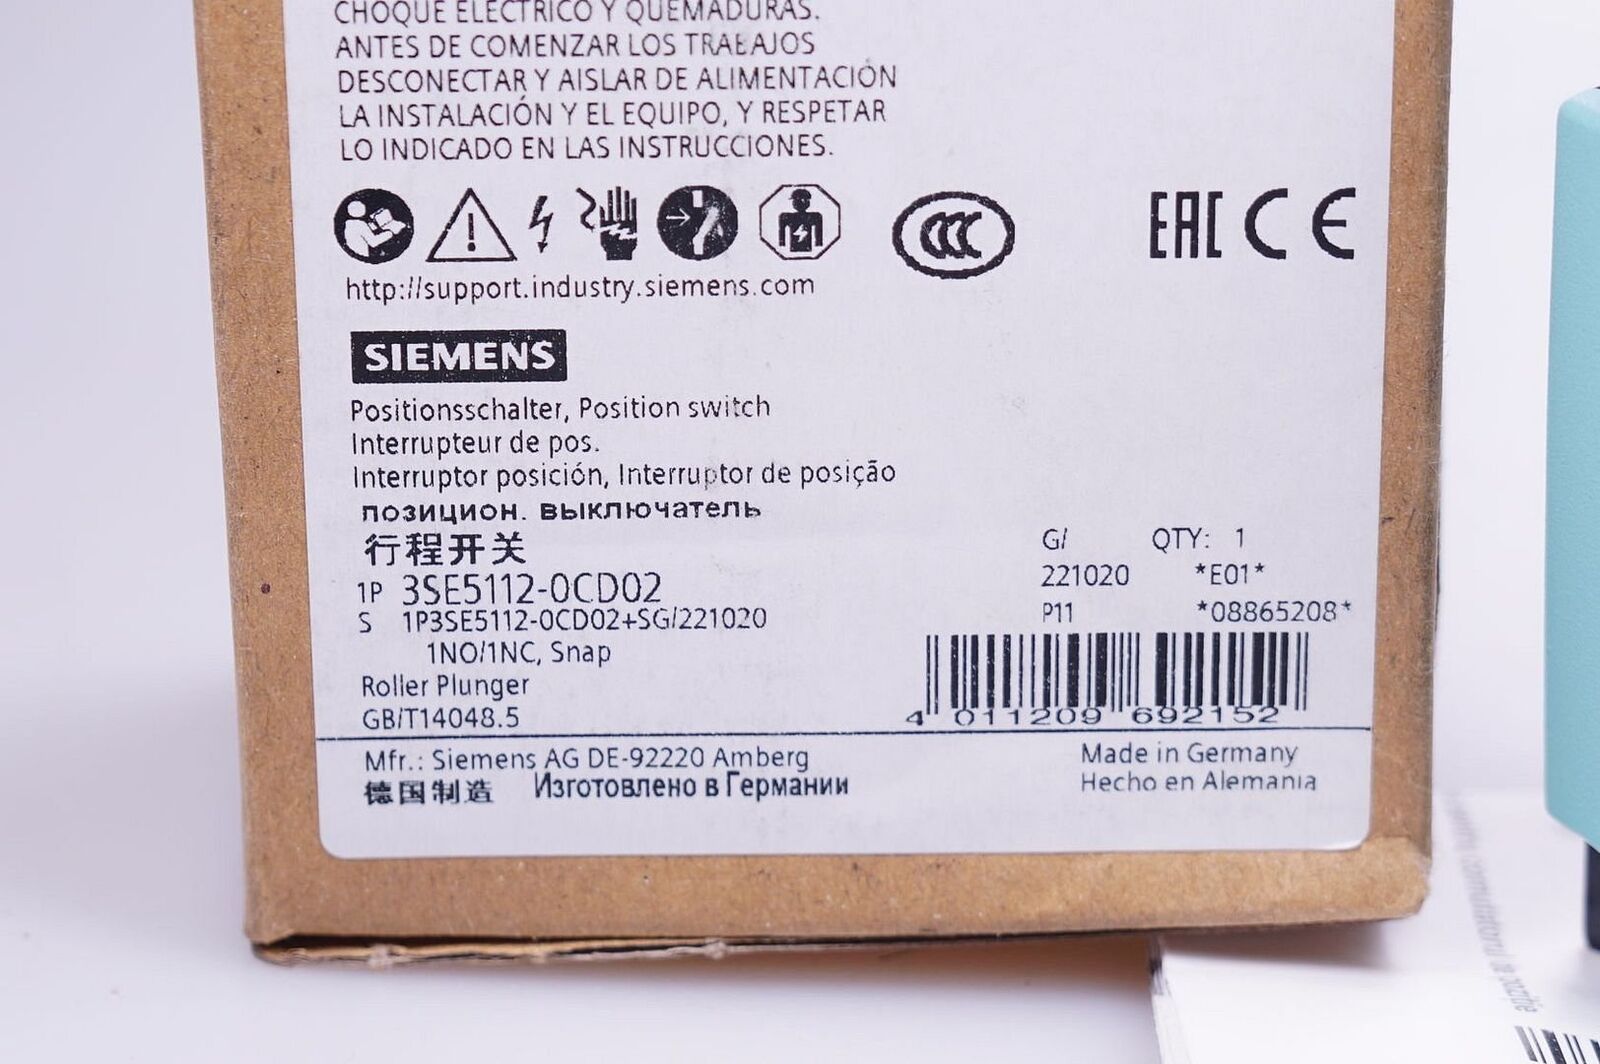 CHOQUE ELÉCTRICO Y QUEMADURAS.
ANTES DE COMENZAR LOS TRABAJOS
DESCONECTAR Y AISLAR DE ALIMENTACIÓN
LA INSTALACIÓN Y EL EQUIPO, Y RESPETAR
LO INDICADO EN LAS INSTRUCCIONES.
CCC EAC CE
http://support.industry.siemens.com
SIEMENS
Positionsschalter, Position switch
Interrupteur de pos.
Interruptor posición, Interruptor de posição
позицион. выключатель
行程开关
G/ QTY: 1
1P 3SE5112-0CD02
221020 *E01*
S 1P3SE5112-0CD02+SG/221020
P11 *08865208*
1NO/1NC, Snap
Roller Plunger
GB/T14048.5
4 011209 692152
Mfr.: Siemens AG DE-92220 Amberg
Made in Germany
德国制造 Изготовлено в Германии
Hecho en Alemania